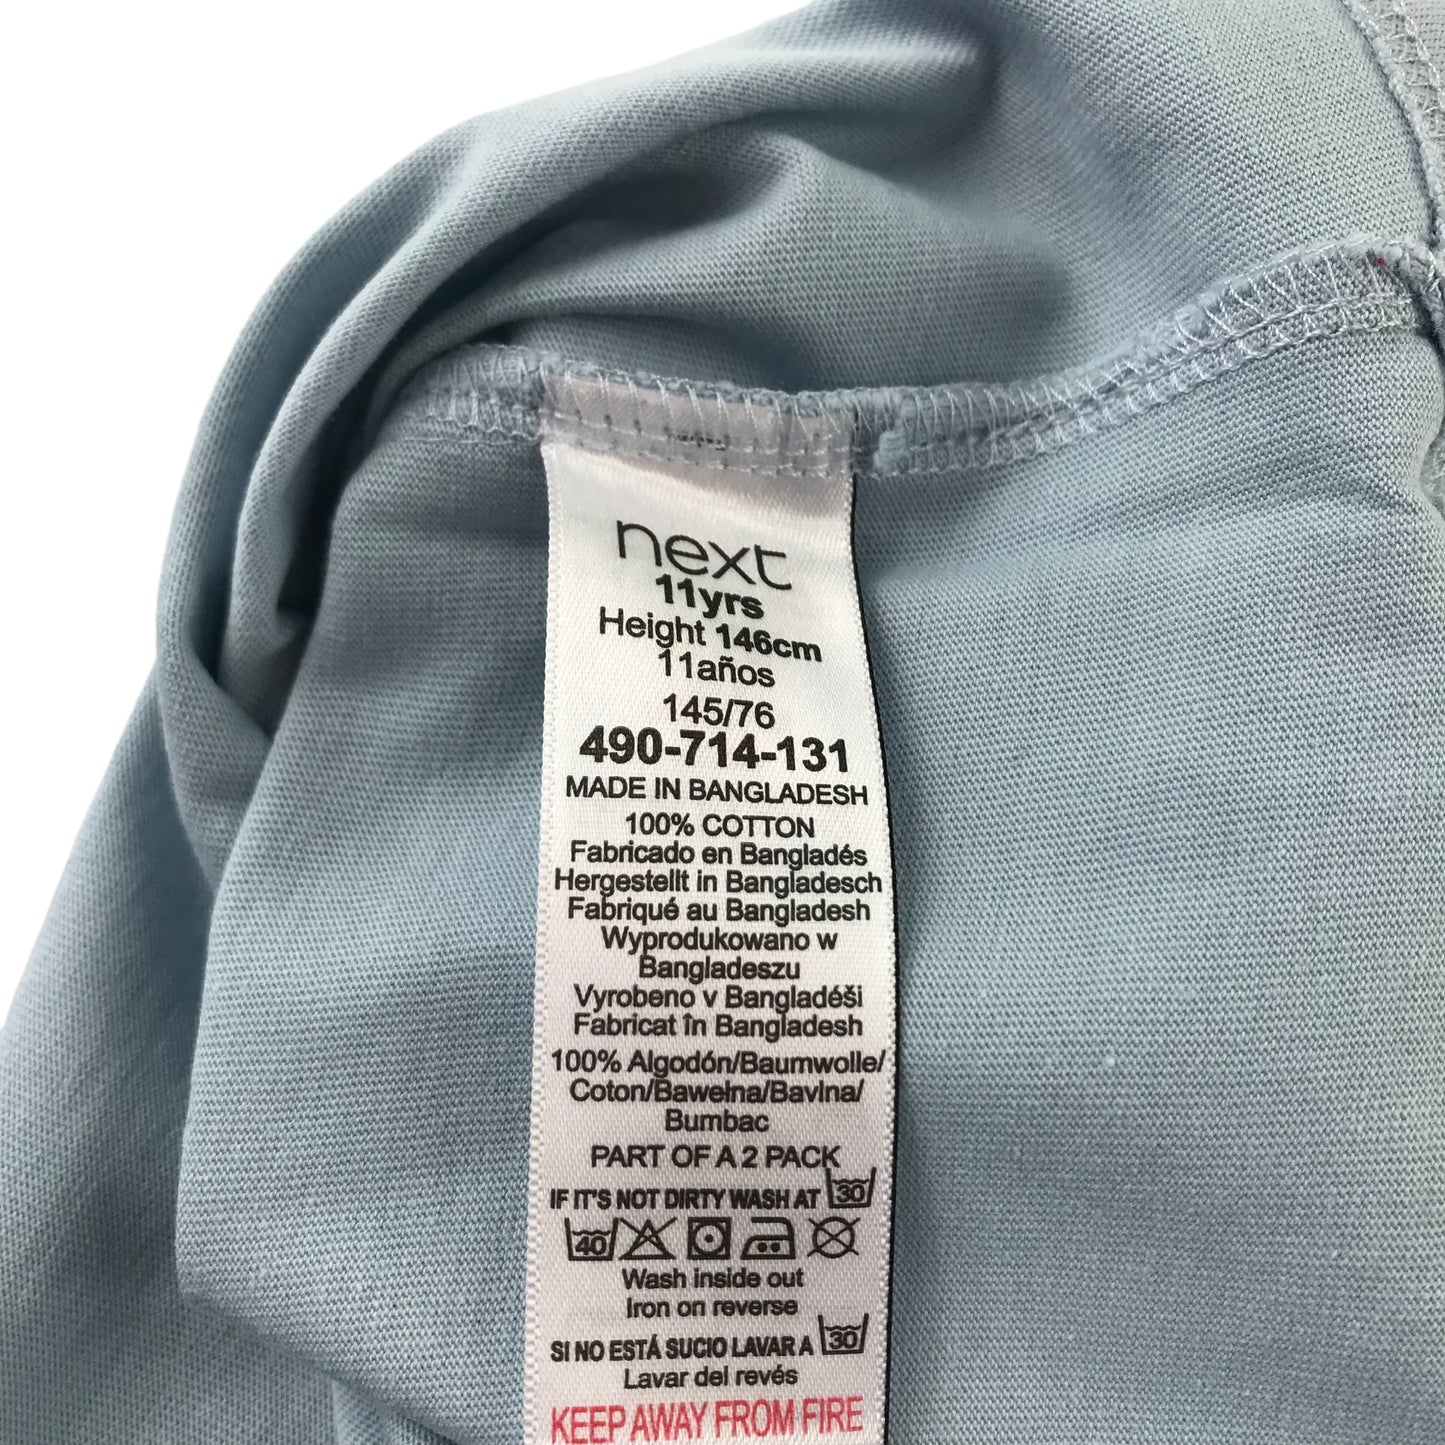 next
11yrs
Height 146cm
11años
145/76
490-714-131
MADE IN BANGLADESH
100% COTTON
Fabricado en Bangladés
Hergestellt in Bangladesch
Fabriqué au Bangladesh
Wyprodukowano w
Bangladeszu
Vyrobeno v Bangladéši
Fabricat în Bangladesh
100% Algodón/Baumwolle/
Coton/Bawełna/Bavlna/
Bumbac
PART OF A 2 PACK
IF IT'S NOT DIRTY WASH AT 30
40
Wash inside out
Iron on reverse
SI NO ESTÁ SUCIO LAVAR A 30
Lavar del revés
KEEP AWAY FROM FIRE